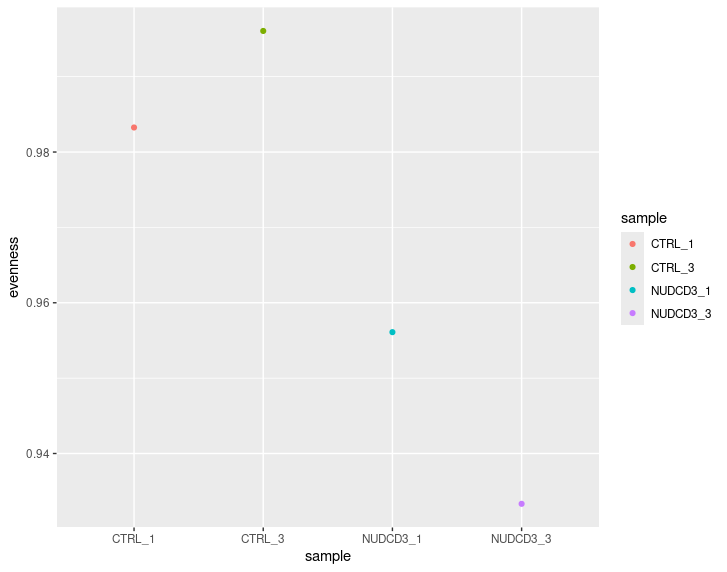 evenness
0.98
0.96
0.94
CTRL_1
CTRL_3
NUDCD3_1
NUDCD3_3
sample
sample
CTRL_1
CTRL_3
NUDCD3_1
NUDCD3_3